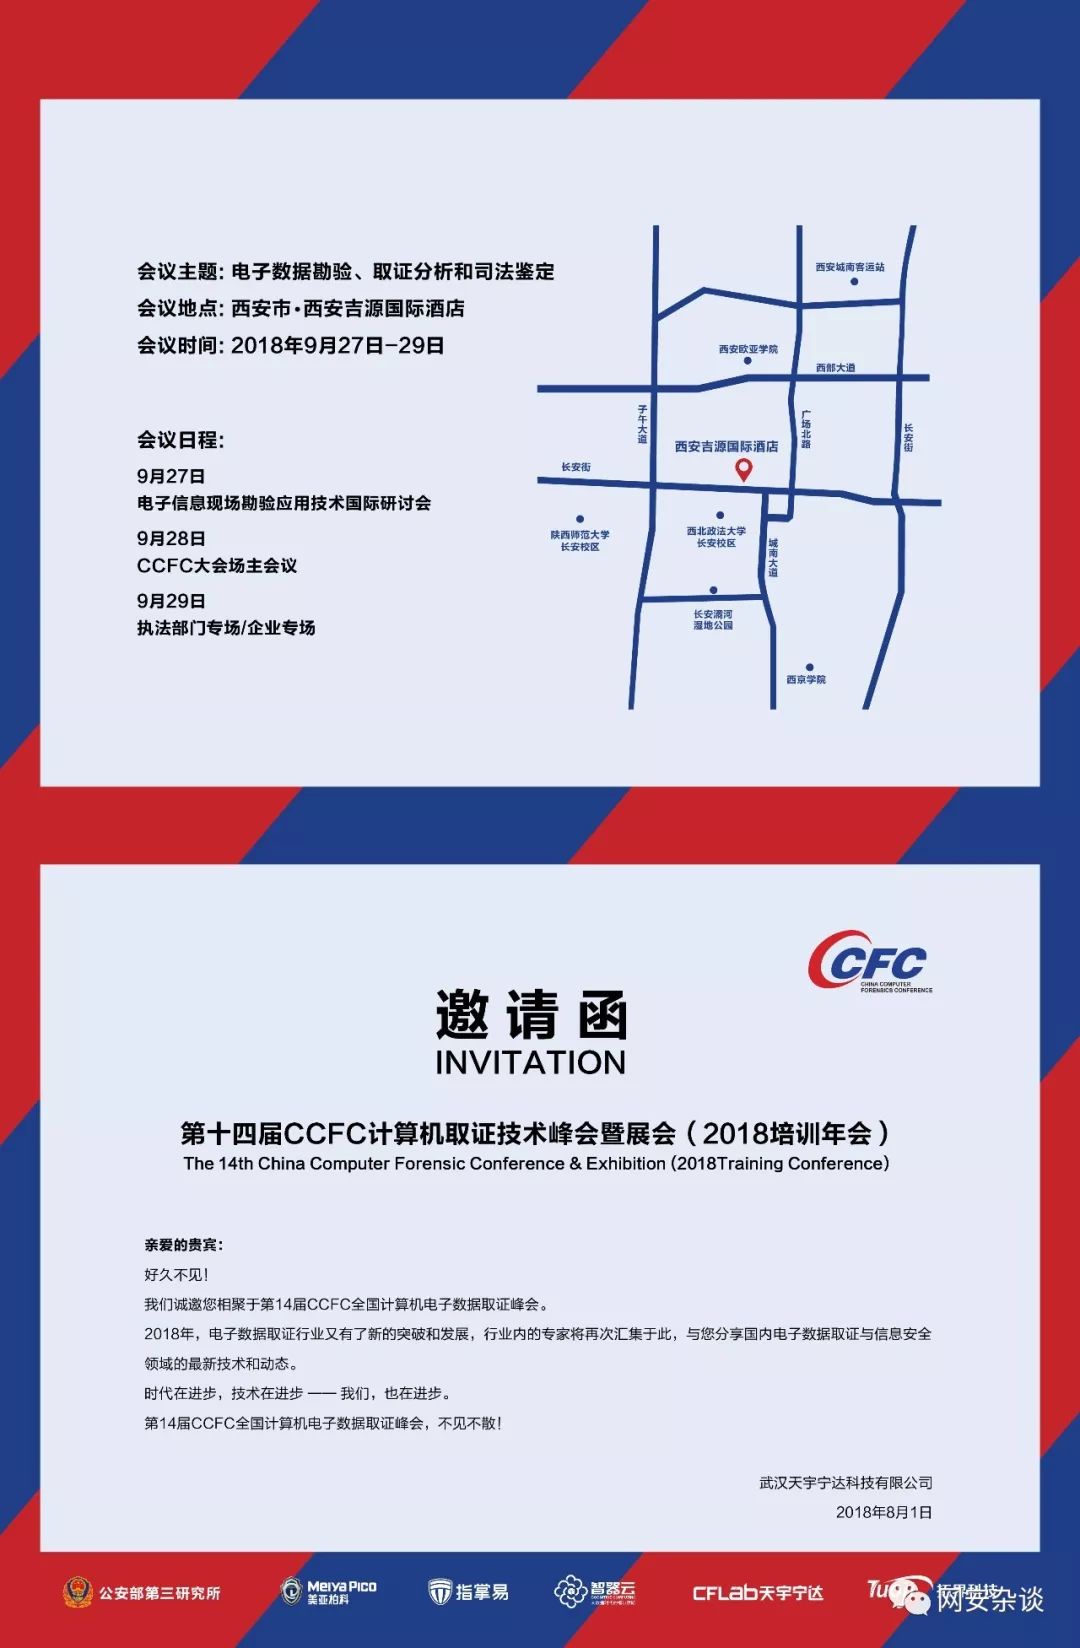 会议主题: 电子数据勘验、取证分析和司法鉴定
会议地点: 西安市·西安吉源国际酒店
会议时间: 2018年9月27日-29日
会议日程:
9月27日
电子信息现场勘验应用技术国际研讨会
9月28日
CCFC大会场主会议
9月29日
执法部门专场/企业专场
西安城南客运站
西安欧亚学院
西部大道
子午大道
广场北路
长安街
西安吉源国际酒店
长安街
陕西师范大学
长安校区
西北政法大学
长安校区
城南大道
长安潏河
湿地公园
西京学院
CCFC
CHINA COMPUTER
FORENSICS CONFERENCE
邀请函
INVITATION
第十四届CCFC计算机取证技术峰会暨展会（2018培训年会）
The 14th China Computer Forensic Conference & Exhibition (2018Training Conference)
亲爱的贵宾:
好久不见!
我们诚邀您相聚于第14届CCFC全国计算机电子数据取证峰会。
2018年，电子数据取证行业又有了新的突破和发展，行业内的专家将再次汇集于此，与您分享国内电子数据取证与信息安全
领域的最新技术和动态。
时代在进步，技术在进步 —— 我们，也在进步。
第14届CCFC全国计算机电子数据取证峰会，不见不散!
武汉天宇宁达科技有限公司
2018年8月1日
公安部第三研究所
Meiya Pico
美亚柏科
指掌易
智器云
CFLab天宇宁达
网安杂谈